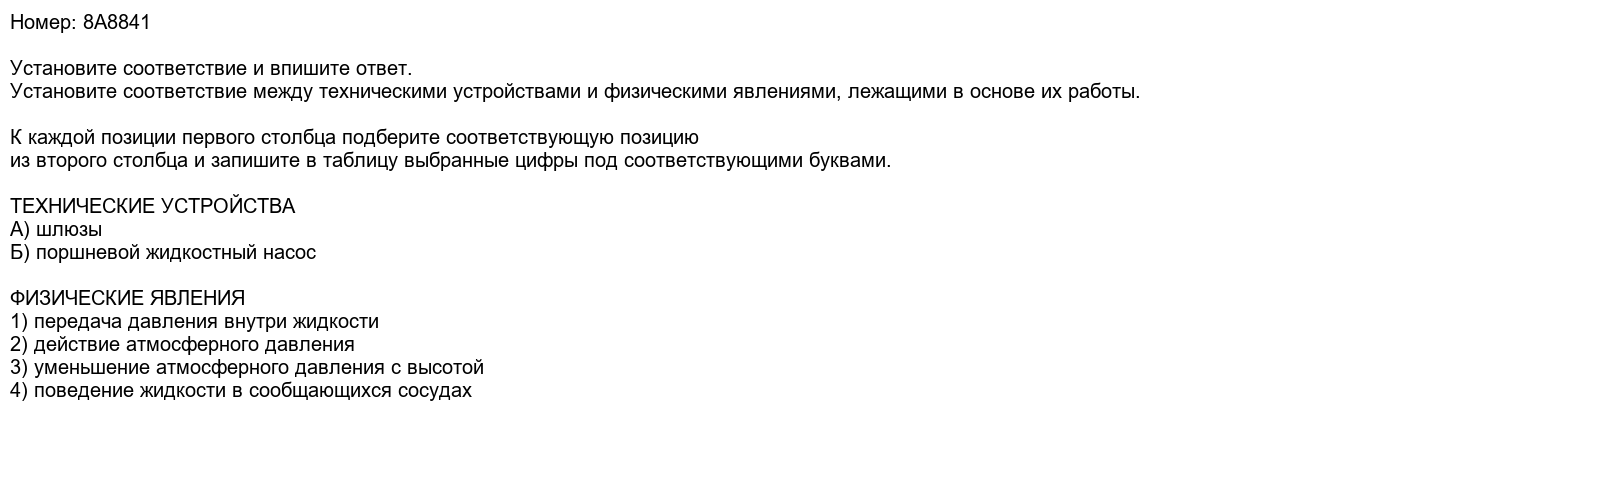 Номер: 8A8841
Установите соответствие и впишите ответ.
Установите соответствие между техническими устройствами и физическими явлениями, лежащими в основе их работы.
К каждой позиции первого столбца подберите соответствующую позицию
из второго столбца и запишите в таблицу выбранные цифры под соответствующими буквами.
ТЕХНИЧЕСКИЕ УСТРОЙСТВА
А) шлюзы
Б) поршневой жидкостный насос
ФИЗИЧЕСКИЕ ЯВЛЕНИЯ
1) передача давления внутри жидкости
2) действие атмосферного давления
3) уменьшение атмосферного давления с высотой
4) поведение жидкости в сообщающихся сосудах